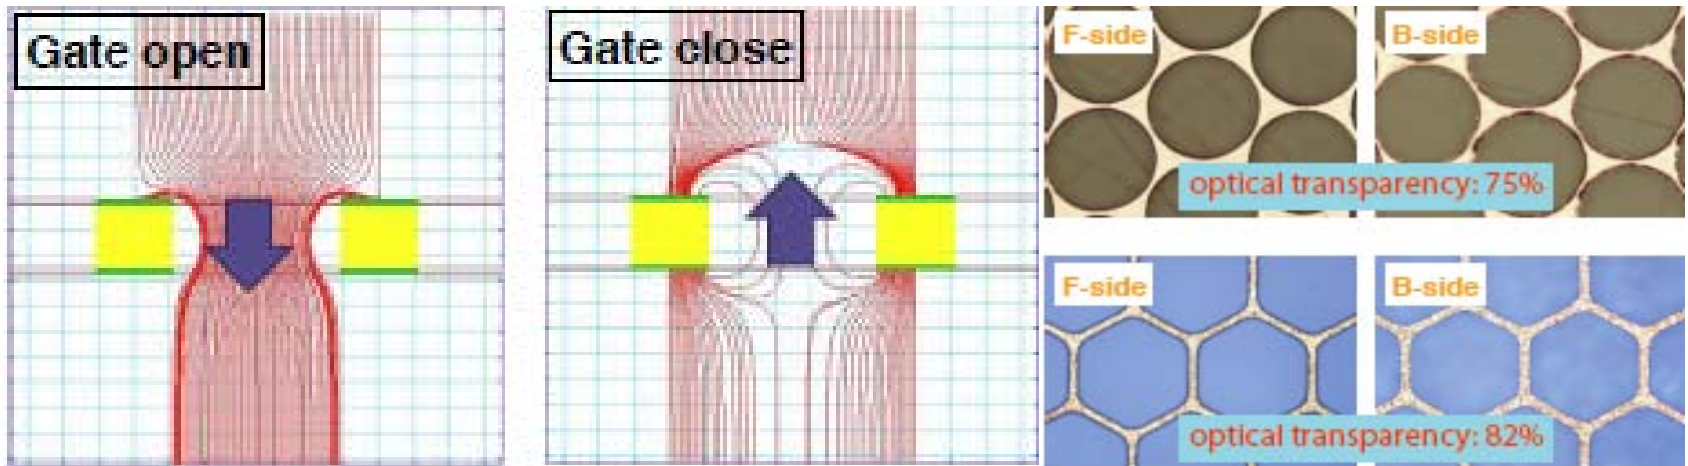 Gate open
Gate close
F-side
B-side
optical transparency: 75%
F-side
B-side
optical transparency: 82%